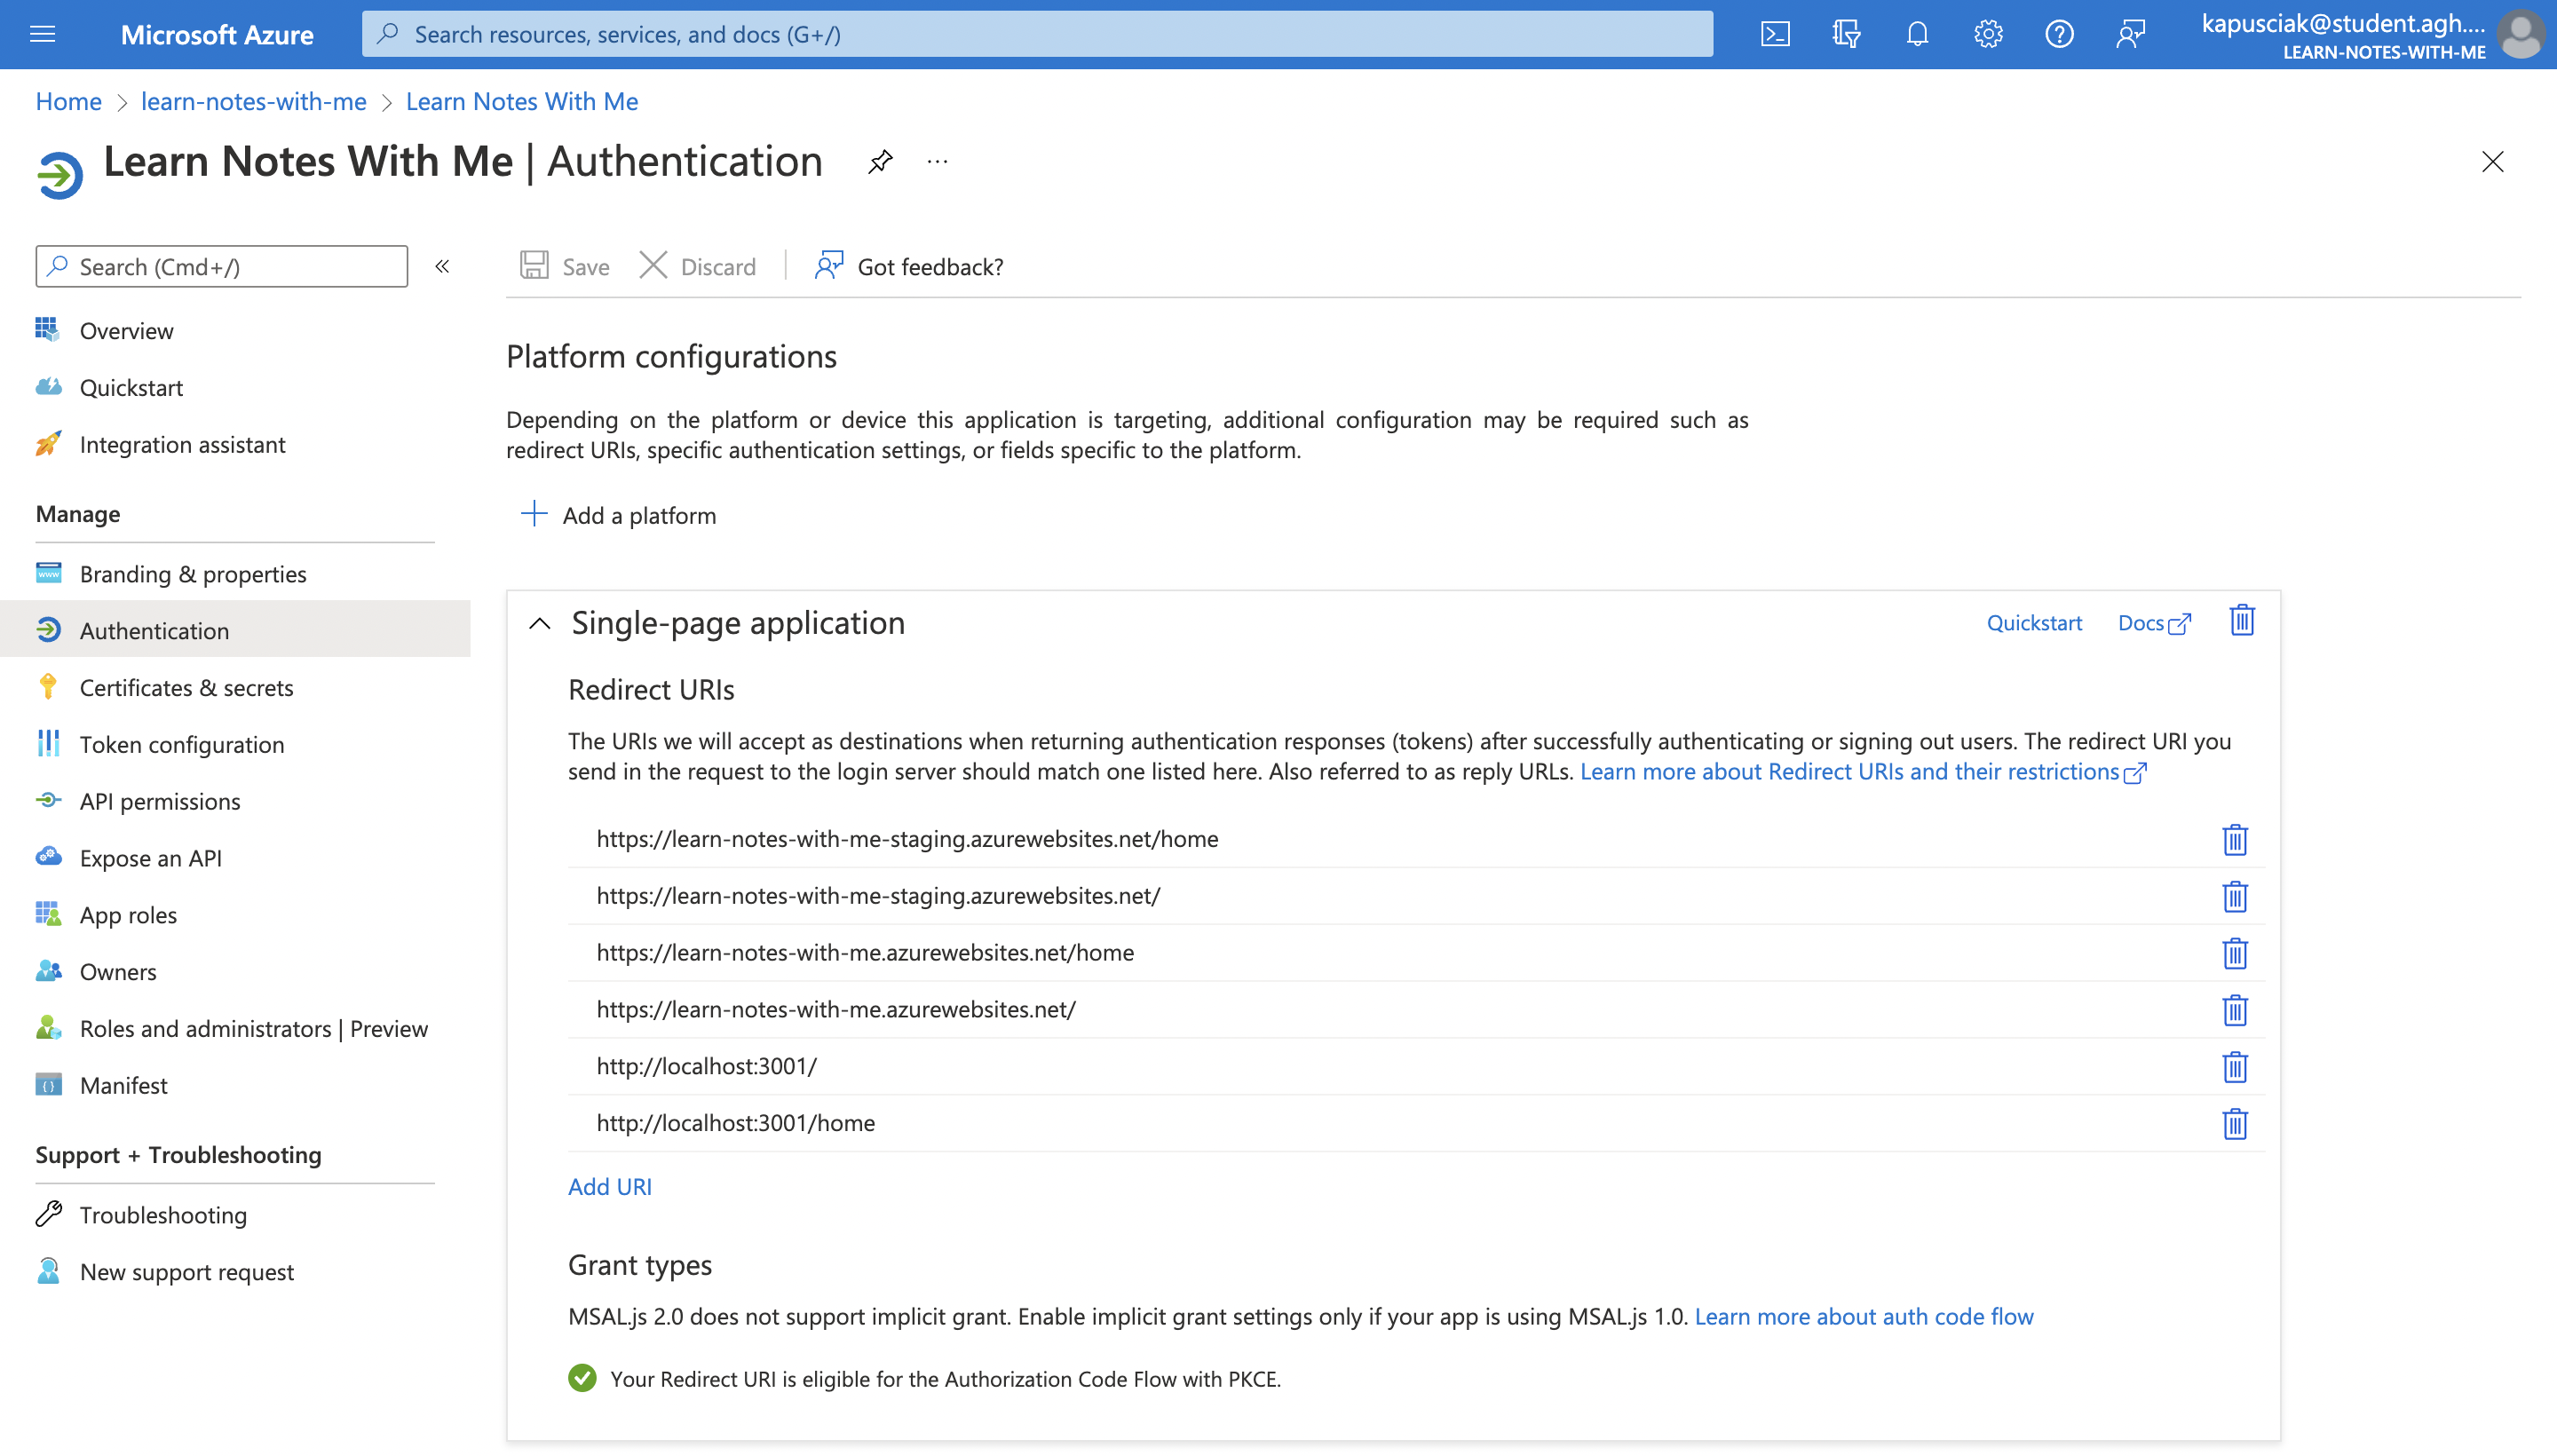 Microsoft Azure
Search resources, services, and docs (G+/)
kapusciak@student.agh....
LEARN-NOTES-WITH-ME
Home > learn-notes-with-me > Learn Notes With Me
Learn Notes With Me | Authentication
Search (Cmd+/)
Save
Discard
Got feedback?
Overview
Quickstart
Integration assistant
Manage
Branding & properties
Authentication
Certificates & secrets
Token configuration
API permissions
Expose an API
App roles
Owners
Roles and administrators | Preview
Manifest
Support + Troubleshooting
Troubleshooting
New support request
Platform configurations
Depending on the platform or device this application is targeting, additional configuration may be required such as
redirect URIs, specific authentication settings, or fields specific to the platform.
Add a platform
Single-page application
Quickstart
Docs
Redirect URIs
The URIs we will accept as destinations when returning authentication responses (tokens) after successfully authenticating or signing out users. The redirect URI you
send in the request to the login server should match one listed here. Also referred to as reply URLs. Learn more about Redirect URIs and their restrictions
https://learn-notes-with-me-staging.azurewebsites.net/home
https://learn-notes-with-me-staging.azurewebsites.net/
https://learn-notes-with-me.azurewebsites.net/home
https://learn-notes-with-me.azurewebsites.net/
http://localhost:3001/
http://localhost:3001/home
Add URI
Grant types
MSAL.js 2.0 does not support implicit grant. Enable implicit grant settings only if your app is using MSAL.js 1.0. Learn more about auth code flow
Your Redirect URI is eligible for the Authorization Code Flow with PKCE.